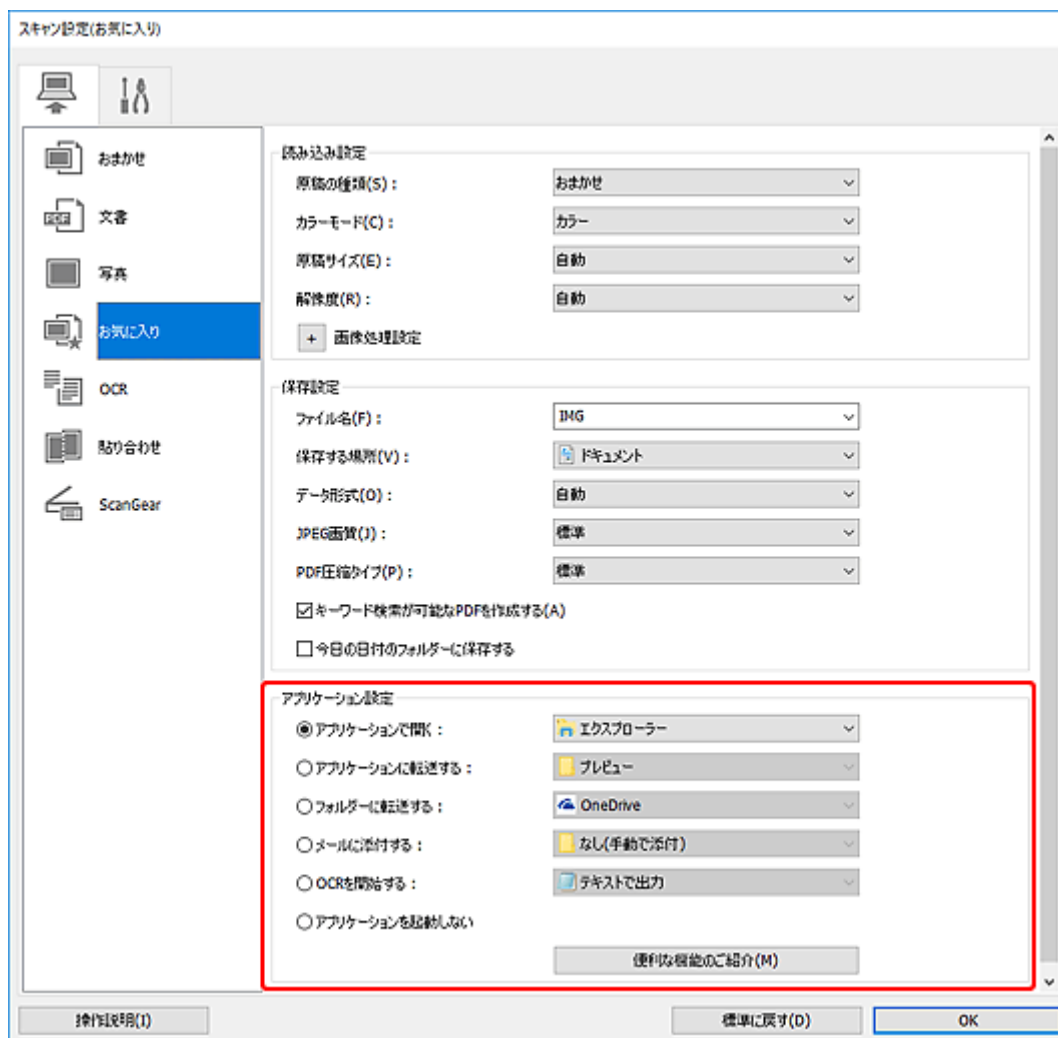 スキャン設定(お気に入り)
おまかせ
文書
PDF
写真
お気に入り
OCR
貼り合わせ
ScanGear
読み込み設定
原稿の種類(S)： おまかせ
カラーモード(C)： カラー
原稿サイズ(E)： 自動
解像度(R)： 自動
+ 画像処理設定
保存設定
ファイル名(F)： IMG
保存する場所(V)： ドキュメント
データ形式(O)： 自動
JPEG画質(J)： 標準
PDF圧縮タイプ(P)： 標準
キーワード検索が可能なPDFを作成する(A)
今日の日付のフォルダーに保存する
アプリケーション設定
アプリケーションで開く： エクスプローラー
アプリケーションに転送する： プレビュー
フォルダーに転送する： OneDrive
メールに添付する： なし(手動で添付)
OCRを開始する： テキストで出力
アプリケーションを起動しない
便利な機能のご紹介(M)
操作説明(I) 標準に戻す(D) OK